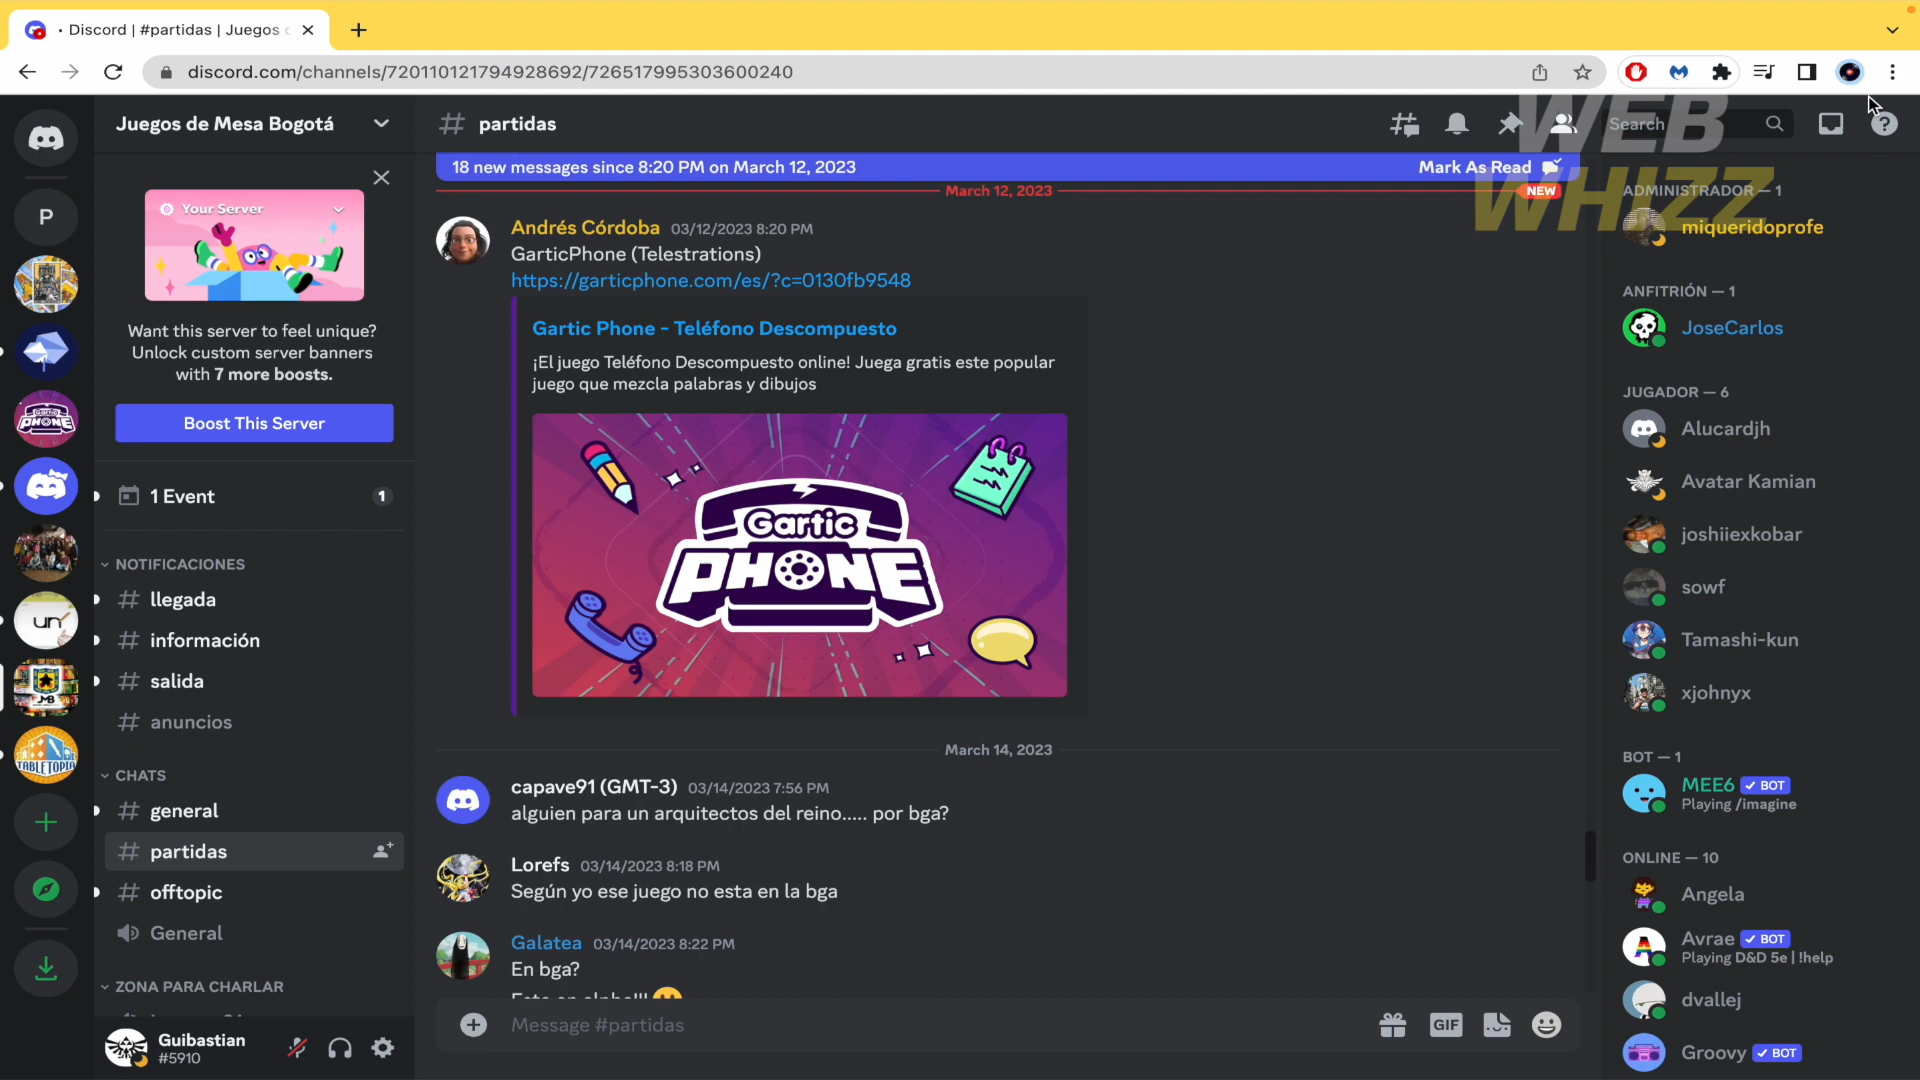 · Discord | #partidas | Juegos
discord.com/channels/720110121794928692/726517995303600240
WEB
WHIZZ
Juegos de Mesa Bogotá
# partidas
Search
P
Your Server
Want this server to feel unique?
Unlock custom server banners
with 7 more boosts.
Boost This Server
1 Event
1
NOTIFICACIONES
# llegada
# información
# salida
# anuncios
CHATS
# general
# partidas
# offtopic
General
ZONA PARA CHARLAR
Guibastian
#5910
Gartic
PHONE
un
JMB
TABLETOPIA
18 new messages since 8:20 PM on March 12, 2023
Mark As Read
March 12, 2023
NEW
Andrés Córdoba 03/12/2023 8:20 PM
GarticPhone (Telestrations)
https://garticphone.com/es/?c=0130fb9548
Gartic Phone - Teléfono Descompuesto
¡El juego Teléfono Descompuesto online! Juega gratis este popular
juego que mezcla palabras y dibujos
Gartic
PHONE
March 14, 2023
capave91 (GMT-3) 03/14/2023 7:56 PM
alguien para un arquitectos del reino..... por bga?
Lorefs 03/14/2023 8:18 PM
Según yo ese juego no esta en la bga
Galatea 03/14/2023 8:22 PM
En bga?
Message #partidas
GIF
ADMINISTRADOR — 1
miqueridoprofe
ANFITRIÓN — 1
JoseCarlos
JUGADOR — 6
Alucardjh
Avatar Kamian
joshiiexkobar
sowf
Tamashi-kun
xjohnyx
BOT — 1
MEE6 ✓ BOT
Playing /imagine
ONLINE — 10
Angela
Avrae ✓ BOT
Playing D&D 5e | !help
dvallej
Groovy ✓ BOT